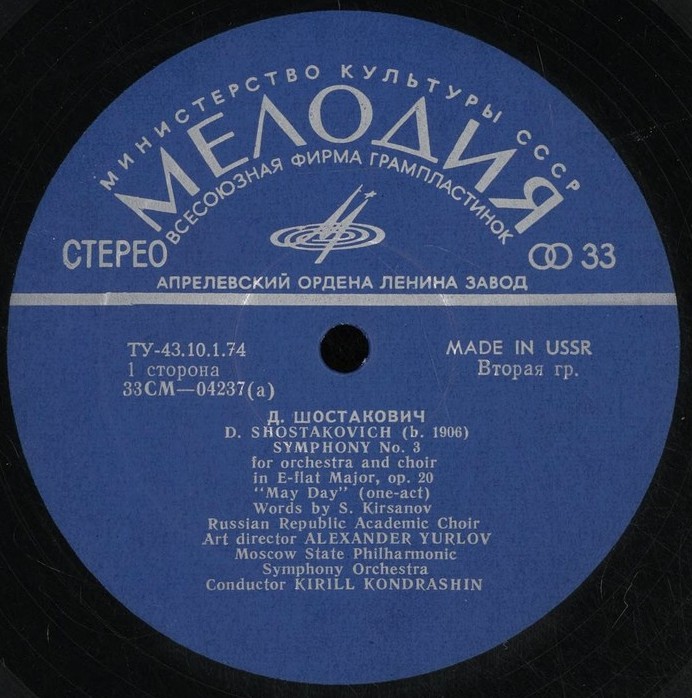 МИНИСТЕРСТВО КУЛЬТУРЫ СССР
МЕЛОДИЯ
ВСЕСОЮЗНАЯ ФИРМА ГРАМПЛАСТИНОК
СТЕРЕО
33
АПРЕЛЕВСКИЙ ОРДЕНА ЛЕНИНА ЗАВОД
ТУ-43.10.1.74
1 сторона
33СМ—04237(а)
MADE IN USSR
Вторая гр.
Д. ШОСТАКОВИЧ
D. SHOSTAKOVICH (b. 1906)
SYMPHONY No. 3
for orchestra and choir
in E-flat Major, op. 20
“May Day” (one-act)
Words by S. Kirsanov
Russian Republic Academic Choir
Art director ALEXANDER YURLOV
Moscow State Philharmonic
Symphony Orchestra
Conductor KIRILL KONDRASHIN